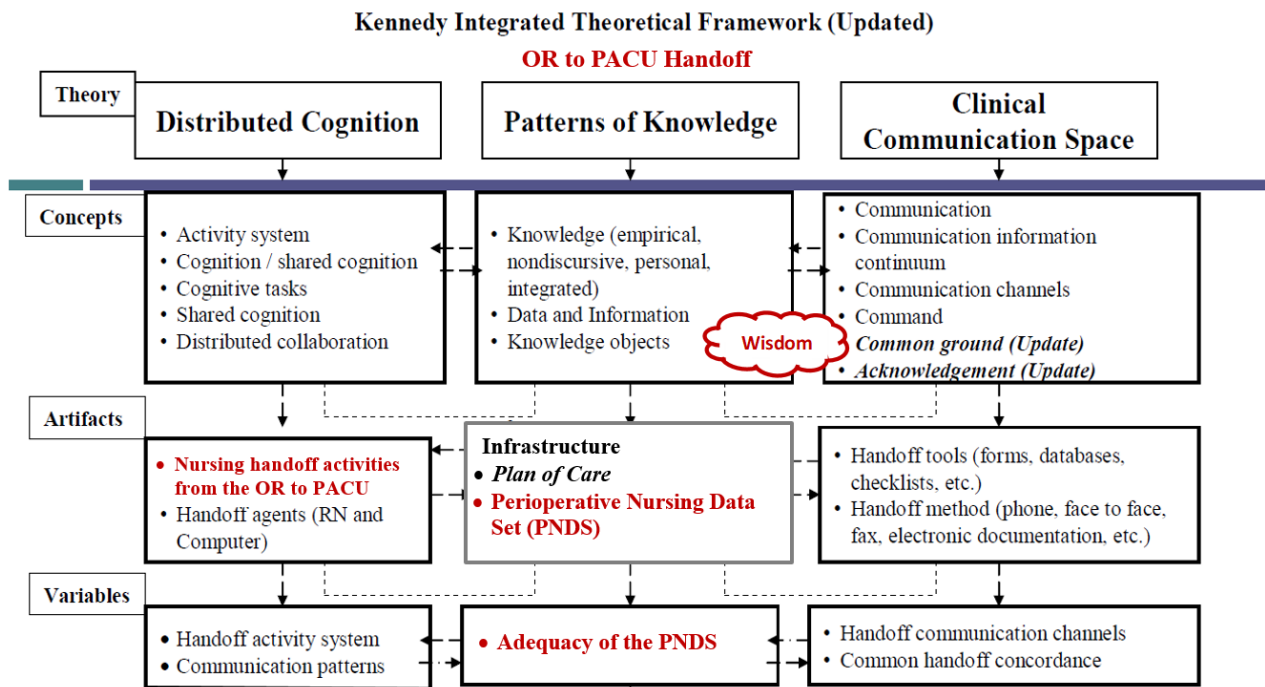 Kennedy Integrated Theoretical Framework (Updated)
OR to PACU Handoff
Theory
Distributed Cognition
Patterns of Knowledge
Clinical
Communication Space
Concepts
• Activity system
• Cognition / shared cognition
• Cognitive tasks
• Shared cognition
• Distributed collaboration
• Knowledge (empirical,
nondiscursive, personal,
integrated)
• Data and Information
• Knowledge objects
Wisdom
• Communication
• Communication information
continuum
• Communication channels
• Command
• Common ground (Update)
• Acknowledgement (Update)
Artifacts
• Nursing handoff activities
from the OR to PACU
• Handoff agents (RN and
Computer)
Infrastructure
• Plan of Care
• Perioperative Nursing Data
Set (PNDS)
• Handoff tools (forms, databases,
checklists, etc.)
• Handoff method (phone, face to face,
fax, electronic documentation, etc.)
Variables
• Handoff activity system
• Communication patterns
• Adequacy of the PNDS
• Handoff communication channels
• Common handoff concordance